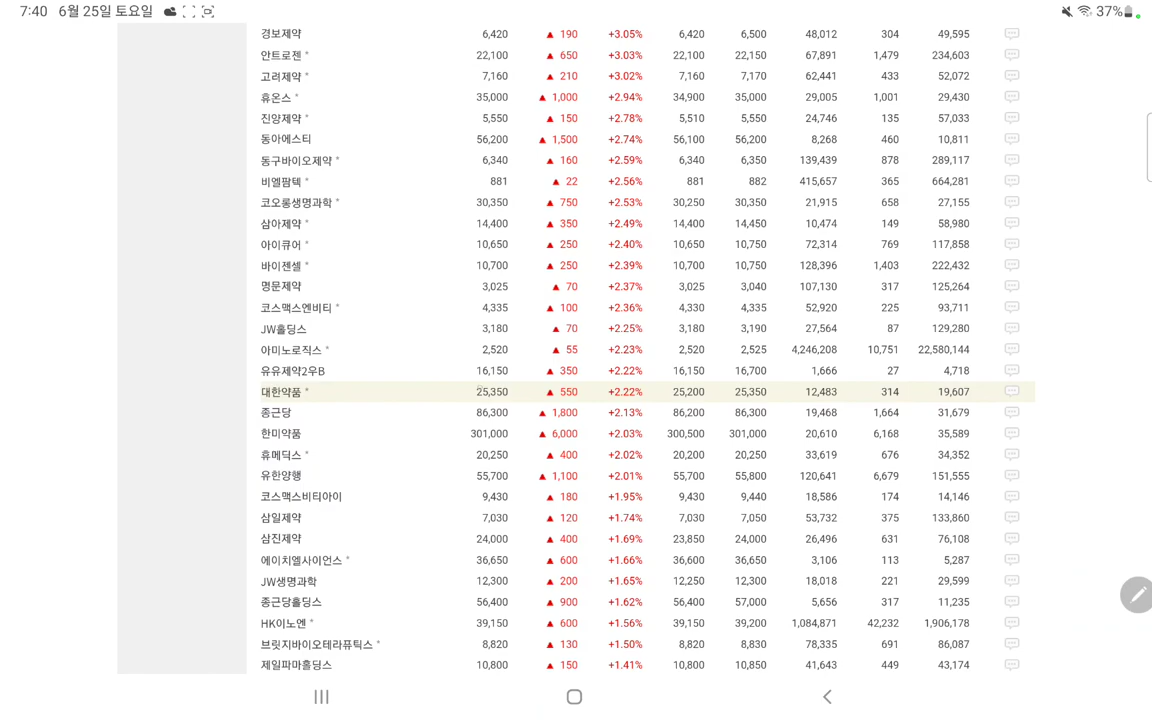 7:40 6월 25일 토요일 37%
경보제약 6,420 ▲ 190 +3.05% 6,420 6,500 48,012 304 49,595
안트로젠 * 22,100 ▲ 650 +3.03% 22,100 22,150 67,891 1,479 234,603
고려제약 * 7,160 ▲ 210 +3.02% 7,160 7,170 62,441 433 52,072
휴온스 * 35,000 ▲ 1,000 +2.94% 34,900 35,000 29,005 1,001 29,430
진양제약 * 5,550 ▲ 150 +2.78% 5,510 5,550 24,746 135 57,033
동아에스티 56,200 ▲ 1,500 +2.74% 56,100 56,200 8,268 460 10,811
동구바이오제약 * 6,340 ▲ 160 +2.59% 6,340 6,350 139,439 878 289,117
비엘팜텍 * 881 ▲ 22 +2.56% 881 882 415,657 365 664,281
코오롱생명과학 * 30,350 ▲ 750 +2.53% 30,250 30,350 21,915 658 27,155
삼아제약 * 14,400 ▲ 350 +2.49% 14,400 14,450 10,474 149 58,980
아이큐어 * 10,650 ▲ 250 +2.40% 10,650 10,750 72,314 769 117,858
바이젠셀 * 10,700 ▲ 250 +2.39% 10,700 10,750 128,396 1,403 222,432
명문제약 3,025 ▲ 70 +2.37% 3,025 3,040 107,130 317 125,264
코스맥스엔비티 * 4,335 ▲ 100 +2.36% 4,330 4,335 52,920 225 93,711
JW홀딩스 3,180 ▲ 70 +2.25% 3,180 3,190 27,564 87 129,280
아미노로직스 * 2,520 ▲ 55 +2.23% 2,520 2,525 4,246,208 10,751 22,580,144
유유제약2우B 16,150 ▲ 350 +2.22% 16,150 16,700 1,666 27 4,718
대한약품 * 25,350 ▲ 550 +2.22% 25,200 25,350 12,483 314 19,607
종근당 86,300 ▲ 1,800 +2.13% 86,200 86,300 19,468 1,664 31,679
한미약품 301,000 ▲ 6,000 +2.03% 300,500 301,000 20,610 6,168 35,589
휴메딕스 * 20,250 ▲ 400 +2.02% 20,200 20,250 33,619 676 34,352
유한양행 55,700 ▲ 1,100 +2.01% 55,700 55,800 120,641 6,679 151,555
코스맥스비티아이 9,430 ▲ 180 +1.95% 9,430 9,440 18,586 174 14,146
삼일제약 7,030 ▲ 120 +1.74% 7,030 7,050 53,732 375 133,860
삼진제약 24,000 ▲ 400 +1.69% 23,850 24,000 26,496 631 76,108
에이치엘사이언스 * 36,650 ▲ 600 +1.66% 36,600 36,650 3,106 113 5,287
JW생명과학 12,300 ▲ 200 +1.65% 12,250 12,300 18,018 221 29,599
종근당홀딩스 56,400 ▲ 900 +1.62% 56,400 57,000 5,656 317 11,235
HK이노엔 * 39,150 ▲ 600 +1.56% 39,150 39,200 1,084,871 42,232 1,906,178
브릿지바이오테라퓨틱스 * 8,820 ▲ 130 +1.50% 8,820 8,830 78,335 691 86,087
제일파마홀딩스 10,800 ▲ 150 +1.41% 10,800 10,850 41,643 449 43,174